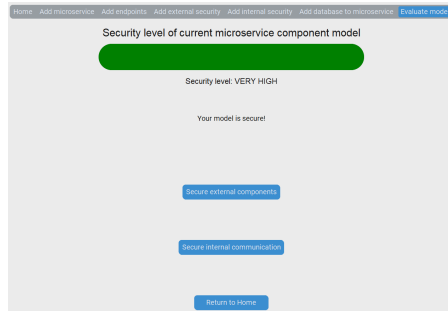 Home Add microservice Add endpoints Add external security Add internal security Add database to microservice Evaluate model
Security level of current microservice component model
Security level: VERY HIGH
Your model is secure!
Secure external components
Secure internal communication
Return to Home